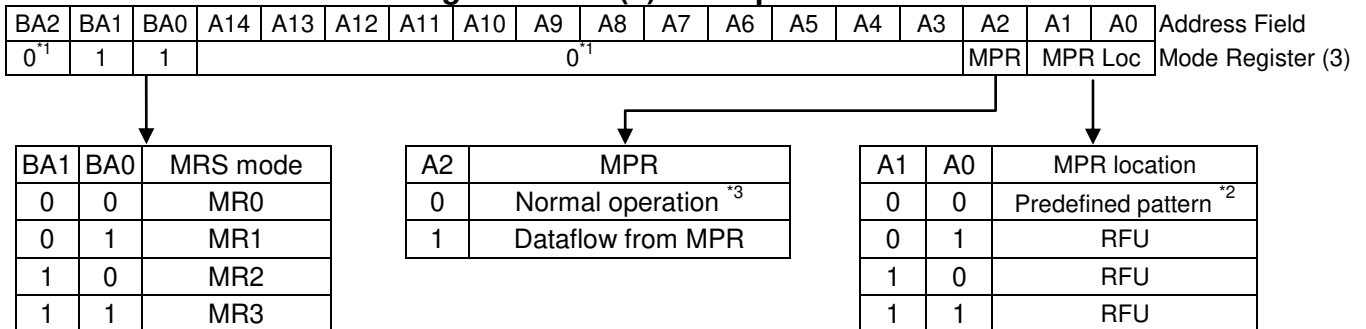 BA2 BA1 BA0 A14 A13 A12 A11 A10 A9 A8 A7 A6 A5 A4 A3 A2 A1 A0 Address Field
0*1 1 1 0*1 MPR MPR Loc Mode Register (3)
BA1 BA0 MRS mode
0 0 MR0
0 1 MR1
1 0 MR2
1 1 MR3
A2 MPR
0 Normal operation *3
1 Dataflow from MPR
A1 A0 MPR location
0 0 Predefined pattern *2
0 1 RFU
1 0 RFU
1 1 RFU